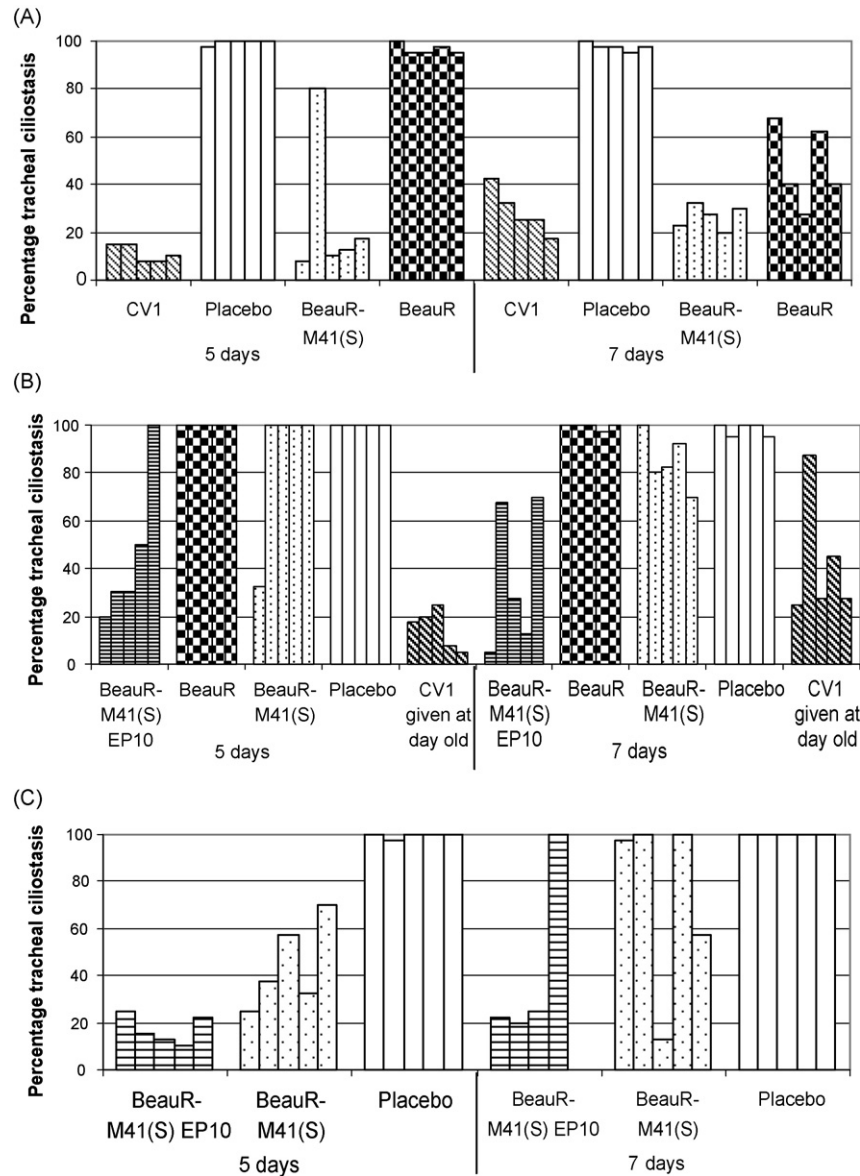 (A)
Percentage tracheal ciliostasis
100
80
60
40
20
0
CV1 Placebo BeauR- BeauR CV1 Placebo BeauR- BeauR
M41(S) M41(S)
5 days 7 days
(B)
Percentage tracheal ciliostasis
100
80
60
40
20
0
BeauR- BeauR BeauR- Placebo CV1 BeauR- BeauR BeauR- Placebo CV1
M41(S) M41(S) given at M41(S) M41(S) given at
EP10 day old EP10 day old
5 days 7 days
(C)
Percentage tracheal ciliostasis
100
80
60
40
20
0
BeauR- BeauR- Placebo BeauR- BeauR- Placebo
M41(S) EP10 M41(S) M41(S) EP10 M41(S)
5 days 7 days